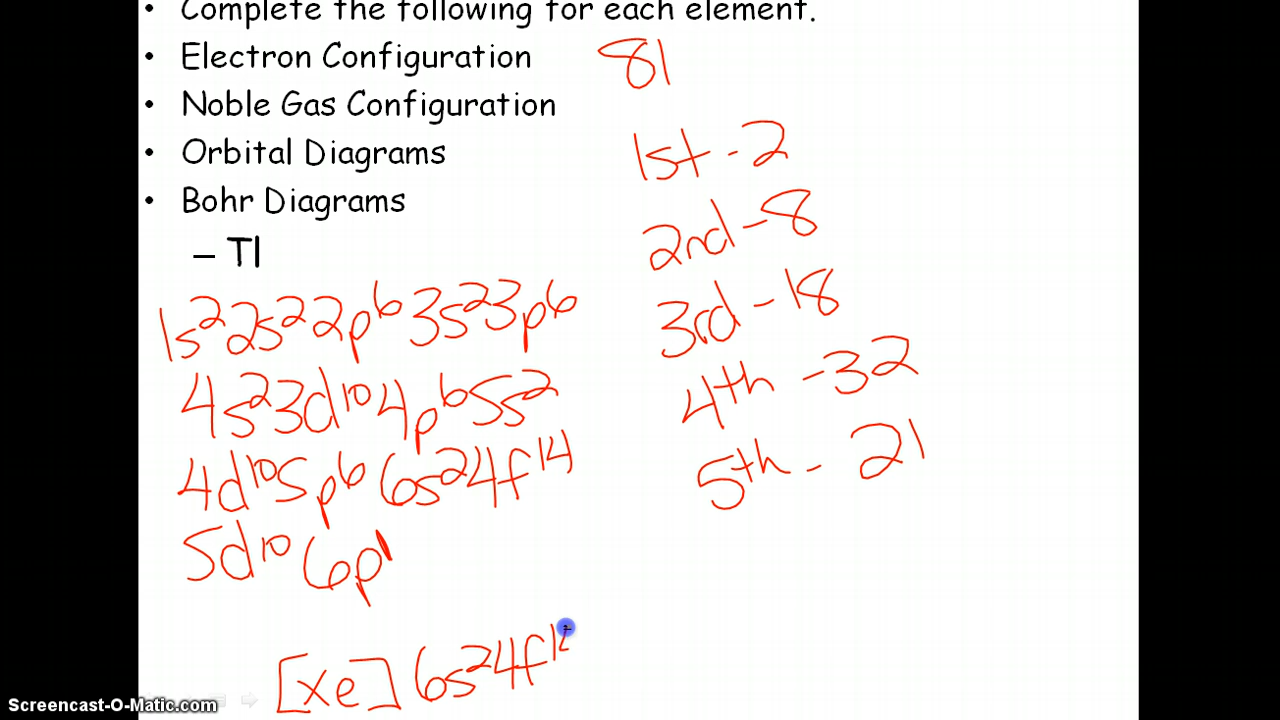 • Complete the following for each element.
• Electron Configuration
• Noble Gas Configuration
• Orbital Diagrams
• Bohr Diagrams
– Tl
1s²2s²2p⁶3s²3p⁶
4s²3d¹⁰4p⁶5s²
4d¹⁰5p⁶6s²4f¹⁴
5d¹⁰6p¹
[xe] 6s²4f¹
81
1st - 2
2nd - 8
3rd - 18
4th - 32
5th - 21
Screencast-O-Matic.com